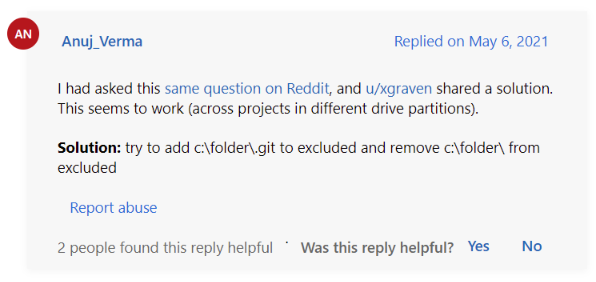 AN
Anuj_Verma
Replied on May 6, 2021
I had asked this same question on Reddit, and u/xgraven shared a solution.
This seems to work (across projects in different drive partitions).
Solution: try to add c:\folder\.git to excluded and remove c:\folder\ from
excluded
Report abuse
2 people found this reply helpful · Was this reply helpful? Yes No